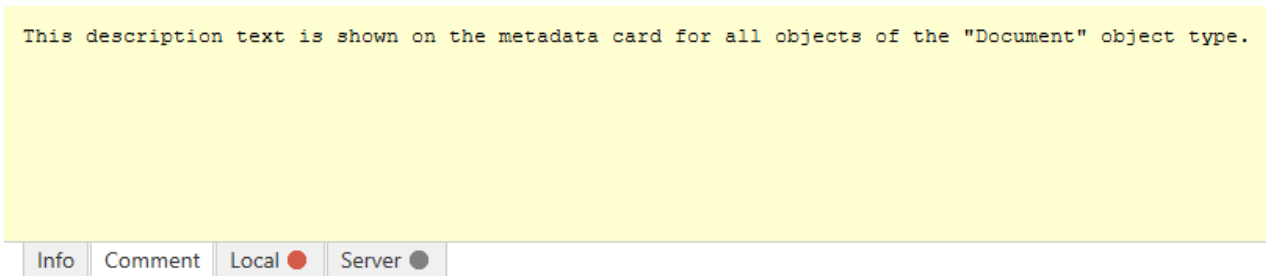 This description text is shown on the metadata card for all objects of the "Document" object type.
Info Comment Local Server